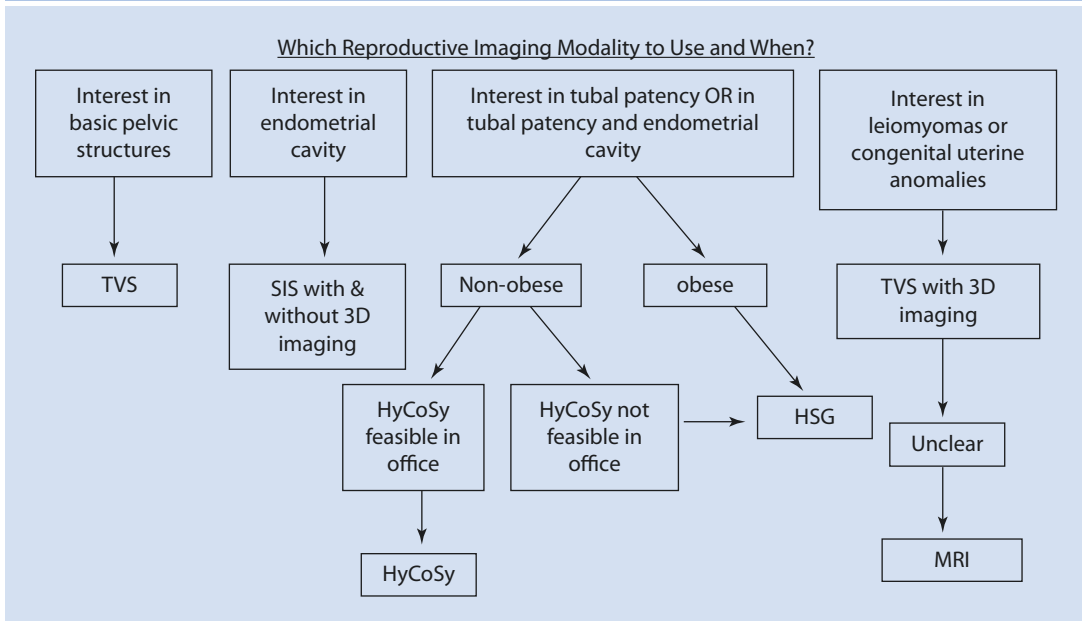 Which Reproductive Imaging Modality to Use and When?
Interest in
basic pelvic
structures
Interest in
endometrial
cavity
Interest in tubal patency OR in
tubal patency and endometrial
cavity
Interest in
leiomyomas or
congenital uterine
anomalies
TVS
SIS with &
without 3D
imaging
Non-obese
obese
TVS with 3D
imaging
HyCoSy
feasible in
office
HyCoSy not
feasible in
office
HSG
Unclear
HyCoSy
MRI